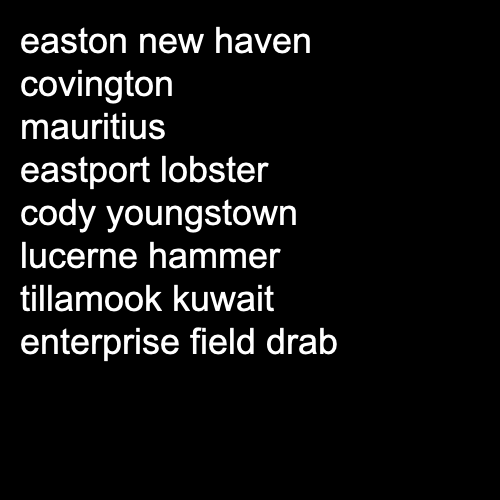 easton new haven
covington
mauritius
eastport lobster
cody youngstown
lucerne hammer
tillamook kuwait
enterprise field drab